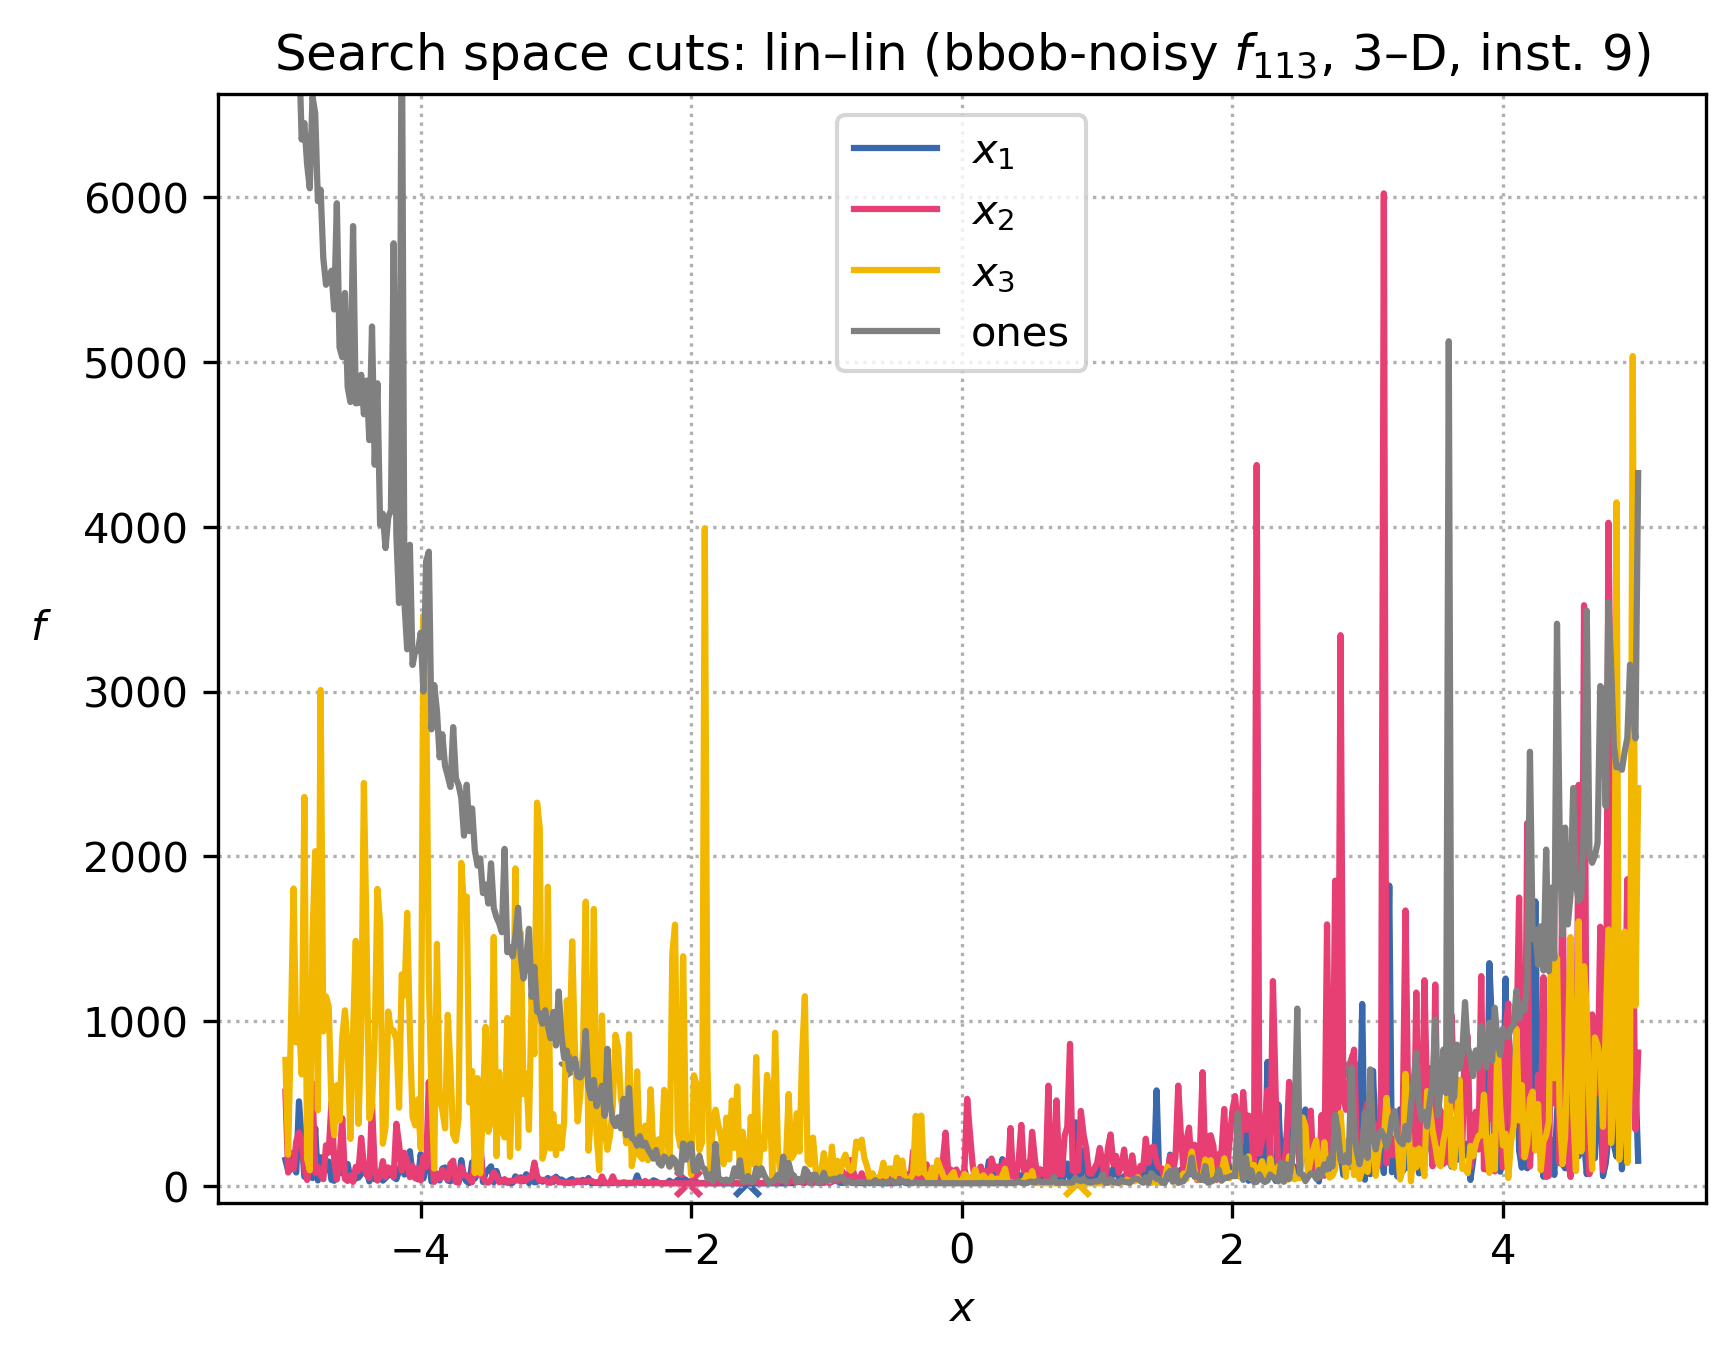 Search space cuts: lin–lin (bbob-noisy f₁₁₃, 3–D, inst. 9)
x₁
x₂
x₃
ones
6000
5000
4000
3000
2000
1000
0
f
−4
−2
0
2
4
x